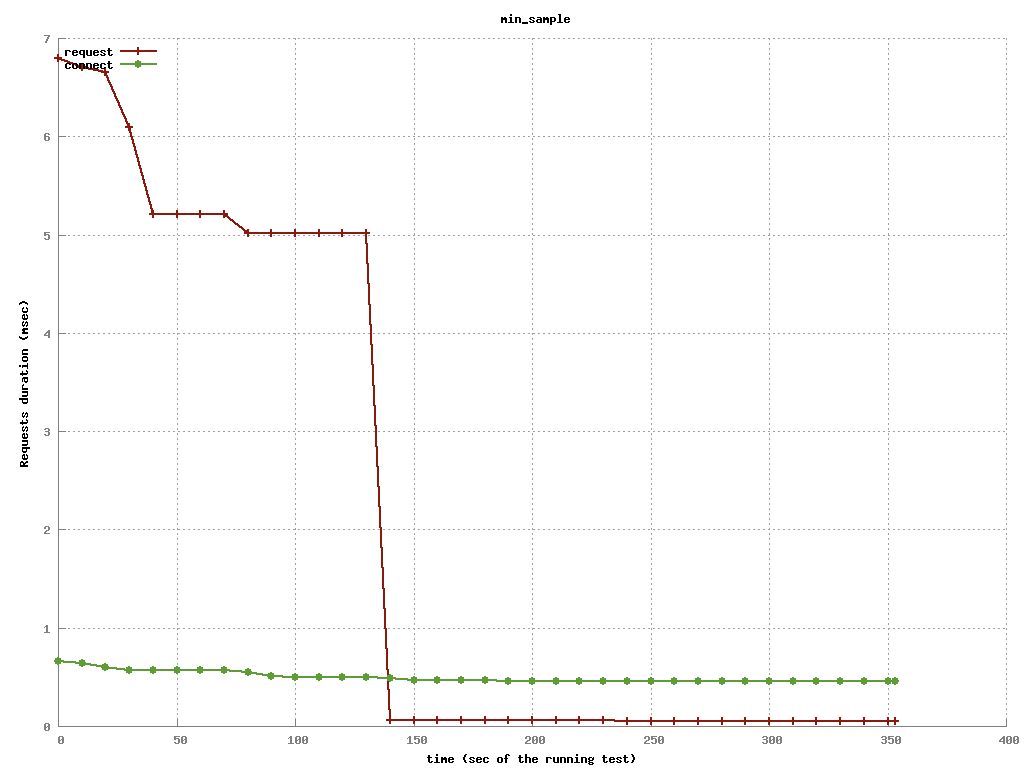 min_sample
7
request
connect
6
5
4
3
2
1
0
Requests duration (msec)
0 50 100 150 200 250 300 350 400
time (sec of the running test)